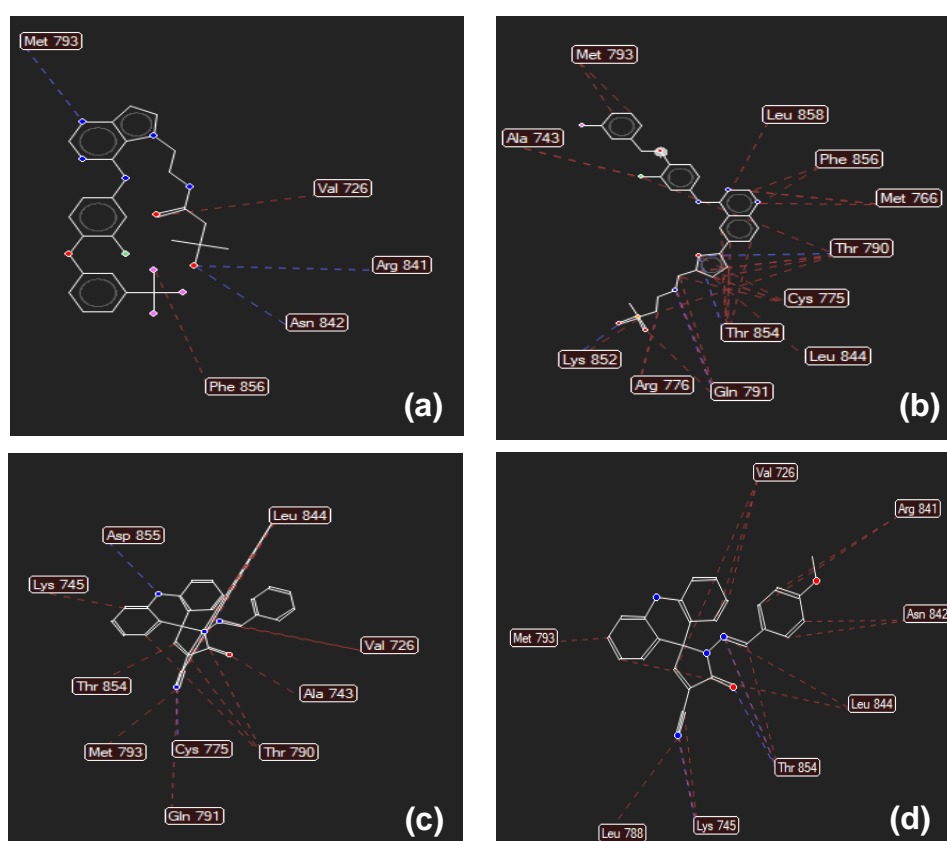 Met 793
Val 726
Arg 841
Asn 842
Phe 856
(a)
Met 793
Leu 858
Ala 743
Phe 856
Met 766
Thr 790
Cys 775
Thr 854
Leu 844
Lys 852
Arg 776
Gln 791
(b)
Leu 844
Asp 855
Lys 745
Val 726
Thr 854
Ala 743
Met 793
Cys 775
Thr 790
Gln 791
(c)
Val 726
Arg 841
Asn 842
Met 793
Leu 844
Thr 854
Leu 788
Lys 745
(d)